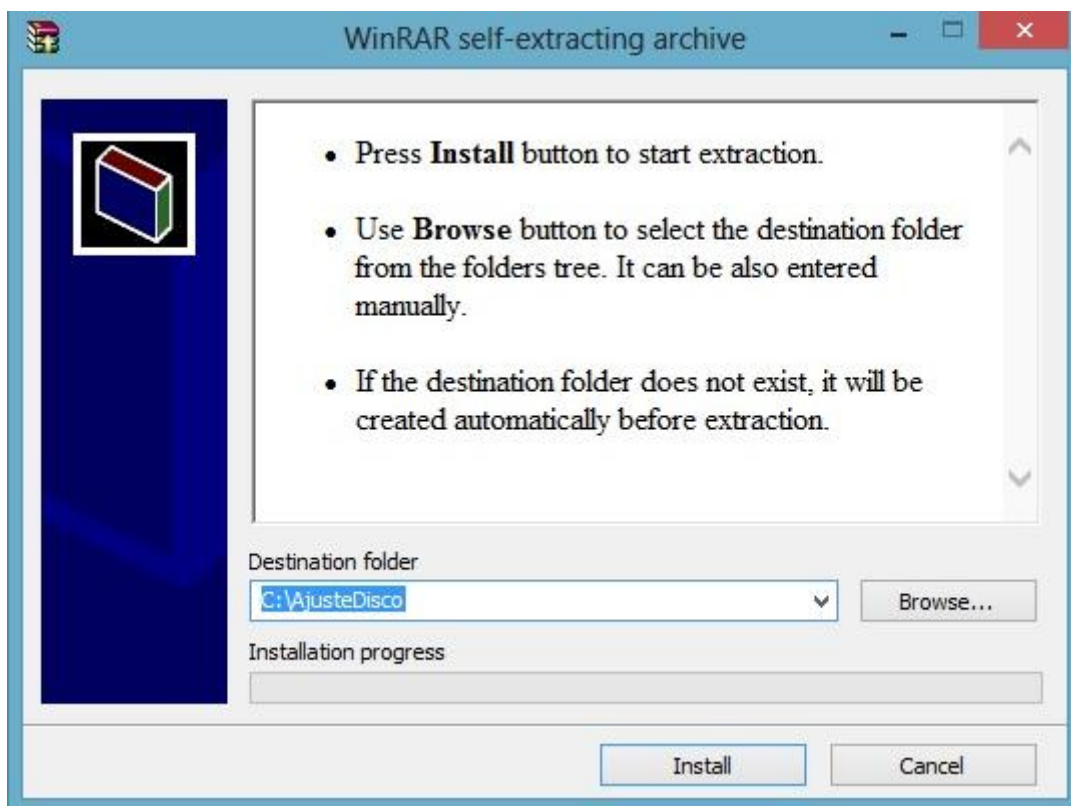 WinRAR self-extracting archive
• Press Install button to start extraction.
• Use Browse button to select the destination folder
from the folders tree. It can be also entered
manually.
• If the destination folder does not exist, it will be
created automatically before extraction.
Destination folder
C:\AjusteDisco
Browse...
Installation progress
Install
Cancel